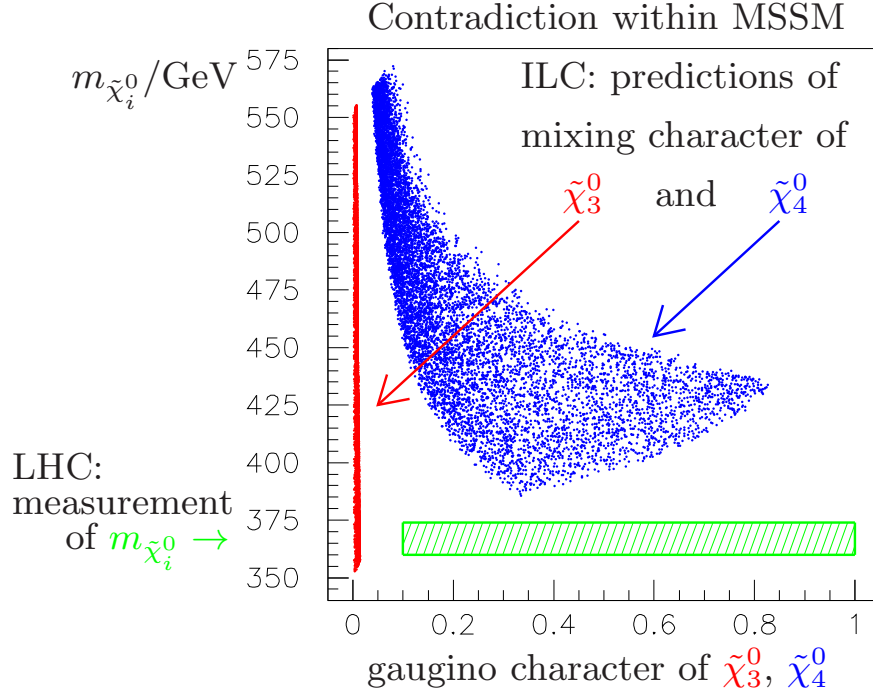 Contradiction within MSSM
m_{χ̃_i^0}/GeV
ILC: predictions of
mixing character of
χ̃_3^0 and χ̃_4^0
575
550
525
500
475
450
425
400
375
350
LHC:
measurement
of m_{χ̃_i^0} →
0 0.2 0.4 0.6 0.8 1
gaugino character of χ̃_3^0, χ̃_4^0